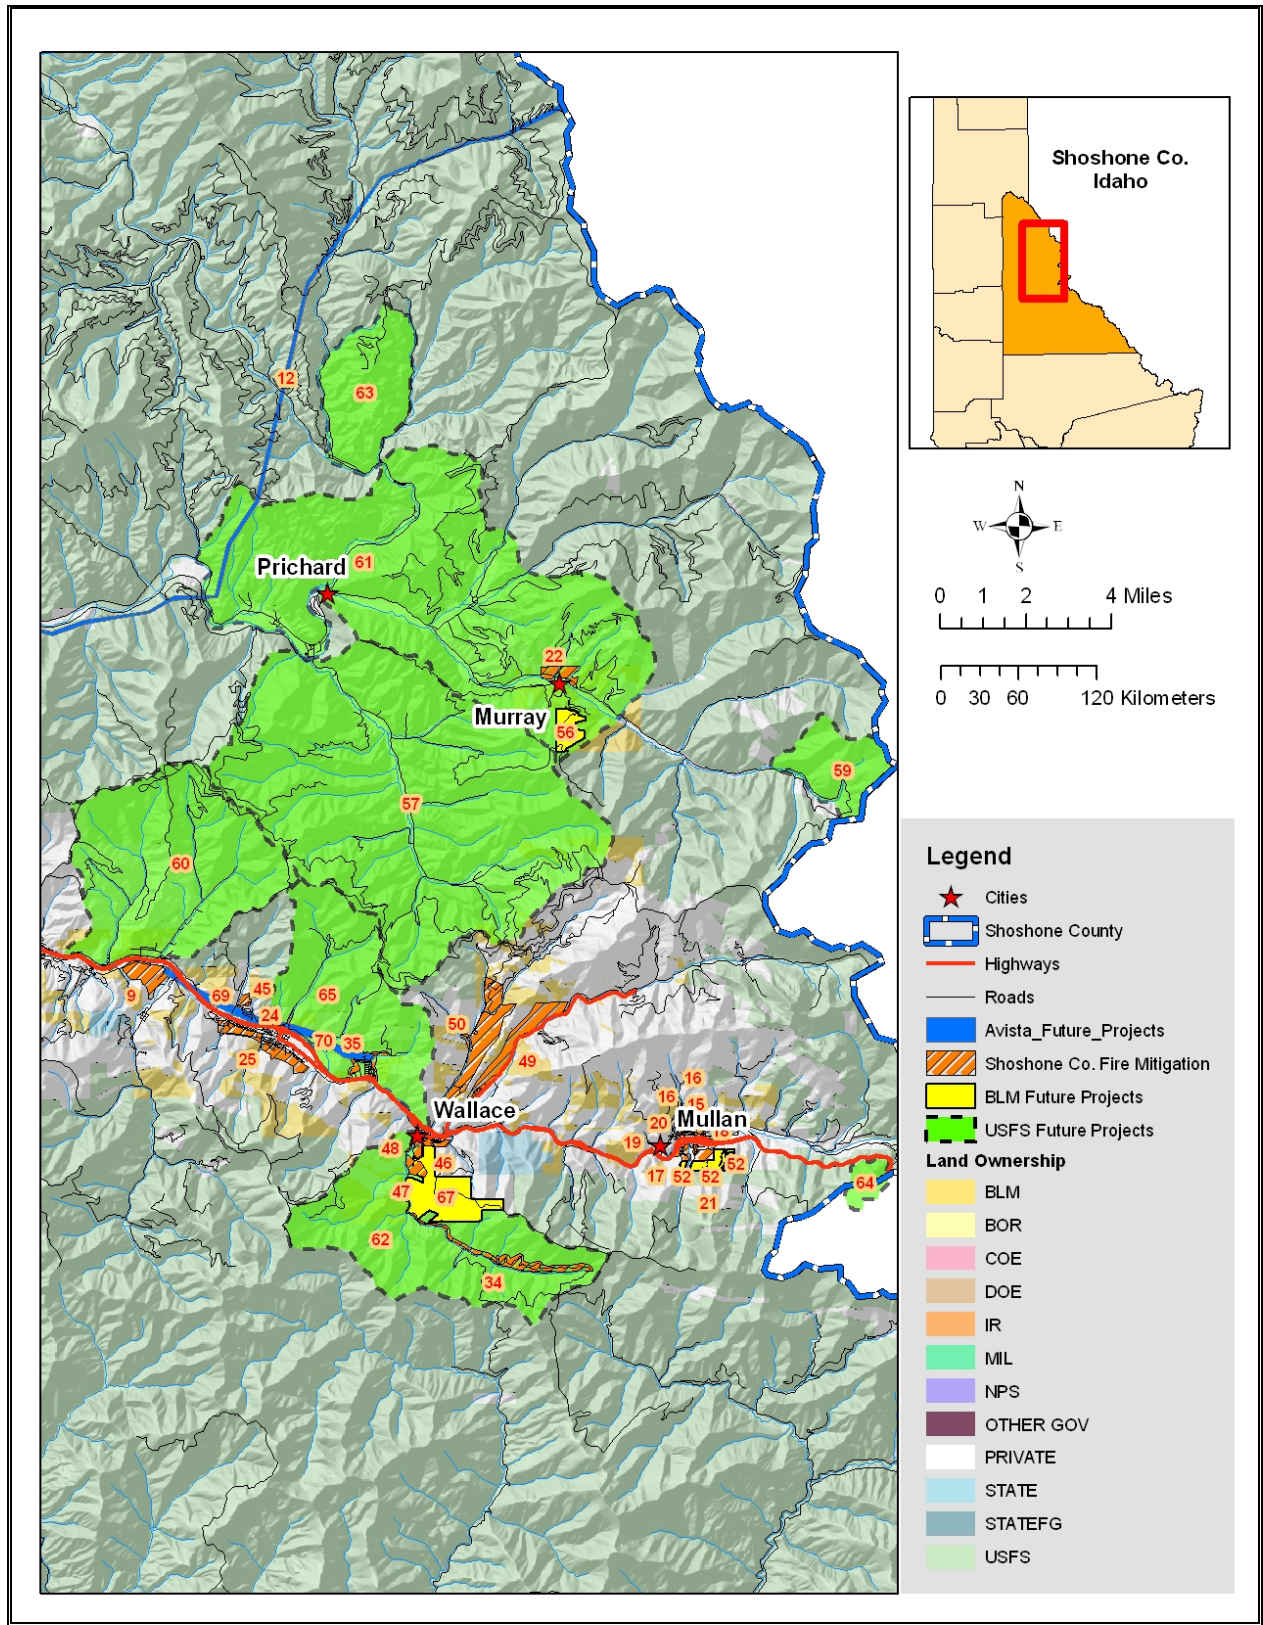 Shoshone Co.
Idaho
12
63
N
W E
S
Prichard
61
0 1 2 4 Miles
22
Murray
56
0 30 60 120 Kilometers
59
57
60
Legend
Cities
Shoshone County
Highways
Roads
Avista_Future_Projects
Shoshone Co. Fire Mitigation
BLM Future Projects
USFS Future Projects
Land Ownership
BLM
BOR
COE
DOE
IR
MIL
NPS
OTHER GOV
PRIVATE
STATE
STATEFG
USFS
9
69
45
65
24
50
70
35
25
49
16
16
15
Wallace
Mullan
20
18
19
48
46
52
17
52
52
64
47
67
21
62
34